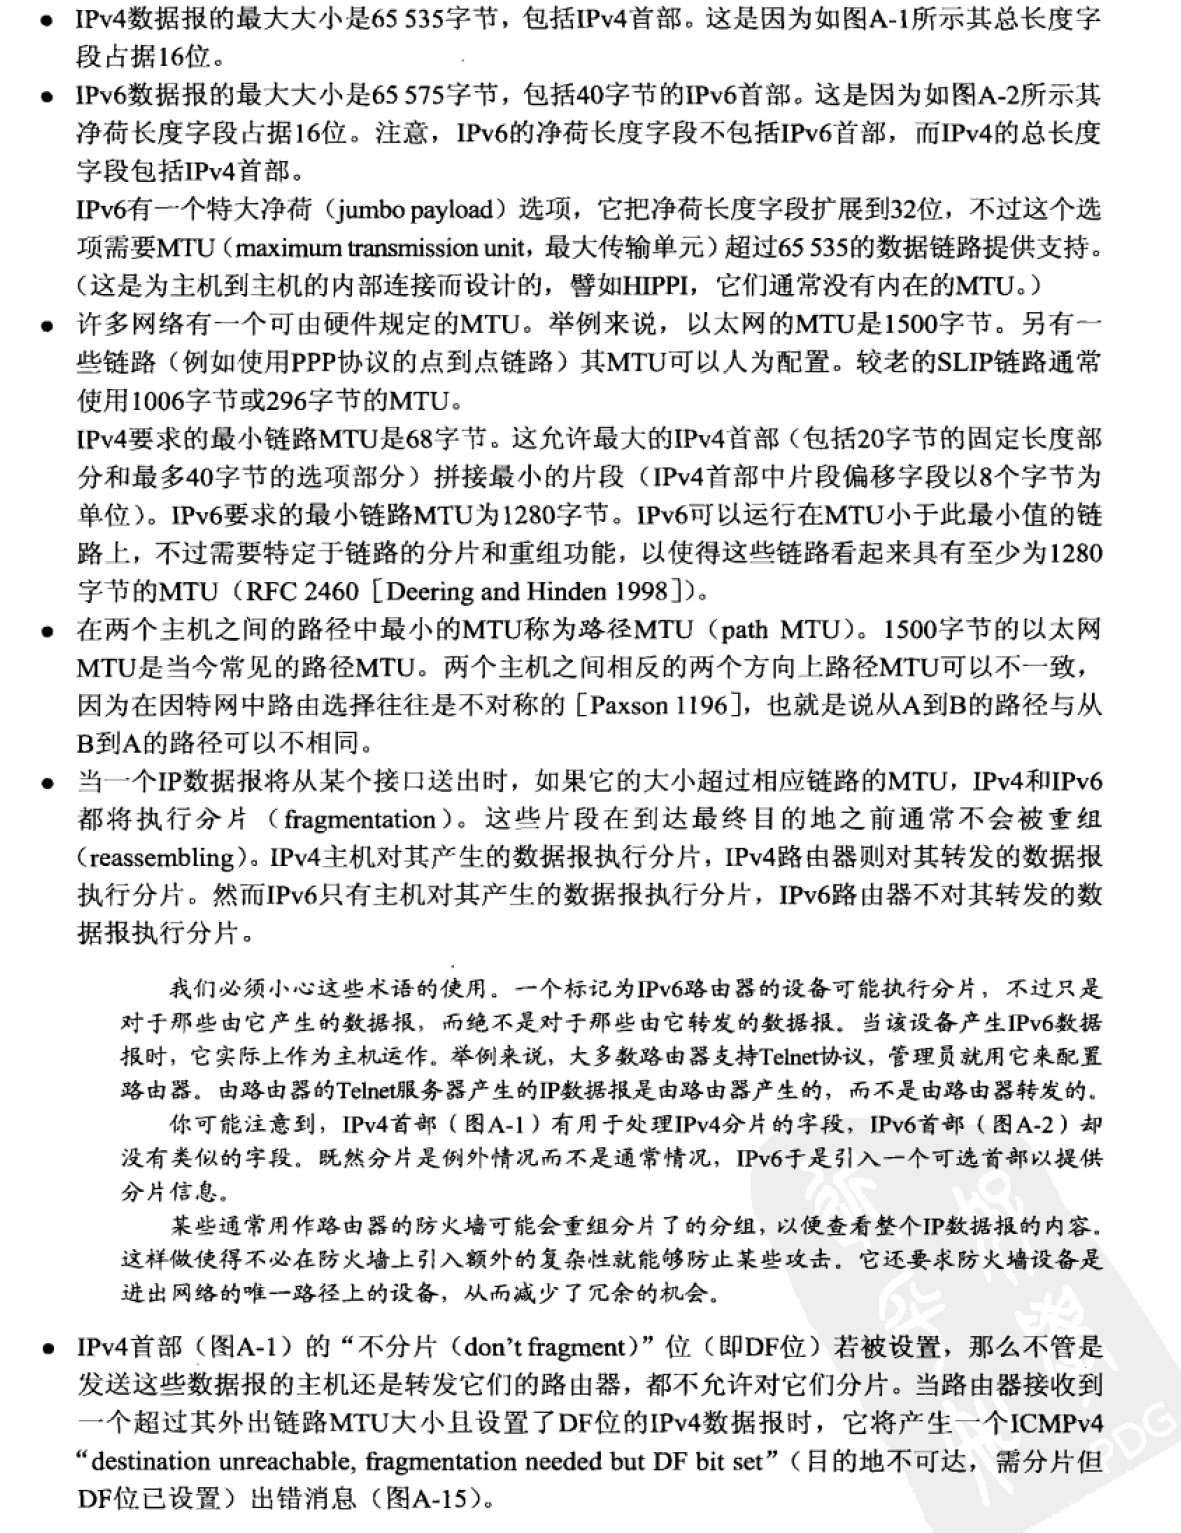 ● IPv4数据报的最大大小是65 535字节，包括IPv4首部。这是因为如图A-1所示其总长度字
段占据16位。
● IPv6数据报的最大大小是65 575字节，包括40字节的IPv6首部。这是因为如图A-2所示其
净荷长度字段占据16位。注意，IPv6的净荷长度字段不包括IPv6首部，而IPv4的总长度
字段包括IPv4首部。
IPv6有一个特大净荷（jumbo payload）选项，它把净荷长度字段扩展到32位，不过这个选
项需要MTU（maximum transmission unit，最大传输单元）超过65 535的数据链路提供支持。
（这是为主机到主机的内部连接而设计的，譬如HIPPI，它们通常没有内在的MTU。）
● 许多网络有一个可由硬件规定的MTU。举例来说，以太网的MTU是1500字节。另有一
些链路（例如使用PPP协议的点到点链路）其MTU可以人为配置。较老的SLIP链路通常
使用1006字节或296字节的MTU。
IPv4要求的最小链路MTU是68字节。这允许最大的IPv4首部（包括20字节的固定长度部
分和最多40字节的选项部分）拼接最小的片段（IPv4首部中片段偏移字段以8个字节为
单位）。IPv6要求的最小链路MTU为1280字节。IPv6可以运行在MTU小于此最小值的链
路上，不过需要特定于链路的分片和重组功能，以使得这些链路看起来具有至少为1280
字节的MTU（RFC 2460［Deering and Hinden 1998］）。
● 在两个主机之间的路径中最小的MTU称为路径MTU（path MTU）。1500字节的以太网
MTU是当今常见的路径MTU。两个主机之间相反的两个方向上路径MTU可以不一致，
因为在因特网中路由选择往往是不对称的［Paxson 1196］，也就是说从A到B的路径与从
B到A的路径可以不相同。
● 当一个IP数据报将从某个接口送出时，如果它的大小超过相应链路的MTU，IPv4和IPv6
都将执行分片（fragmentation）。这些片段在到达最终目的地之前通常不会被重组
（reassembling）。IPv4主机对其产生的数据报执行分片，IPv4路由器则对其转发的数据报
执行分片。然而IPv6只有主机对其产生的数据报执行分片，IPv6路由器不对其转发的数
据报执行分片。
我们必须小心这些术语的使用。一个标记为IPv6路由器的设备可能执行分片，不过只是
对于那些由它产生的数据报，而绝不是对于那些由它转发的数据报。当该设备产生IPv6数据
报时，它实际上作为主机运作。举例来说，大多数路由器支持Telnet协议，管理员就用它来配置
路由器。由路由器的Telnet服务器产生的IP数据报是由路由器产生的，而不是由路由器转发的。
你可能注意到，IPv4首部（图A-1）有用于处理IPv4分片的字段，IPv6首部（图A-2）却
没有类似的字段。既然分片是例外情况而不是通常情况，IPv6于是引入一个可选首部以提供
分片信息。
某些通常用作路由器的防火墙可能会重组分片了的分组，以便查看整个IP数据报的内容。
这样做使得不必在防火墙上引入额外的复杂性就能够防止某些攻击。它还要求防火墙设备是
进出网络的唯一路径上的设备，从而减少了冗余的机会。
● IPv4首部（图A-1）的“不分片（don't fragment）”位（即DF位）若被设置，那么不管是
发送这些数据报的主机还是转发它们的路由器，都不允许对它们分片。当路由器接收到
一个超过其外出链路MTU大小且设置了DF位的IPv4数据报时，它将产生一个ICMPv4
“destination unreachable, fragmentation needed but DF bit set”（目的地不可达，需分片但
DF位已设置）出错消息（图A-15）。
PDG